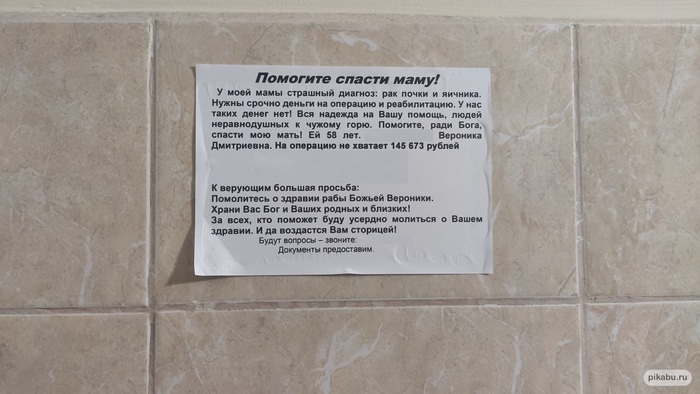 Помогите спасти маму!
У моей мамы страшный диагноз: рак почки и яичника.
Нужны срочно деньги на операцию и реабилитацию. У нас
таких денег нет! Вся надежда на Вашу помощь, людей
неравнодушных к чужому горю. Помогите, ради Бога,
спасти мою мать! Ей 58 лет. Вероника
Дмитриевна. На операцию не хватает 145 673 рублей
К верующим большая просьба:
Помолитесь о здравии рабы Божьей Вероники.
Храни Вас Бог и Ваших родных и близких!
За всех, кто поможет буду усердно молиться о Вашем
здравии. И да воздастся Вам сторицей!
Будут вопросы – звоните:
Документы предоставим.
pikabu.ru